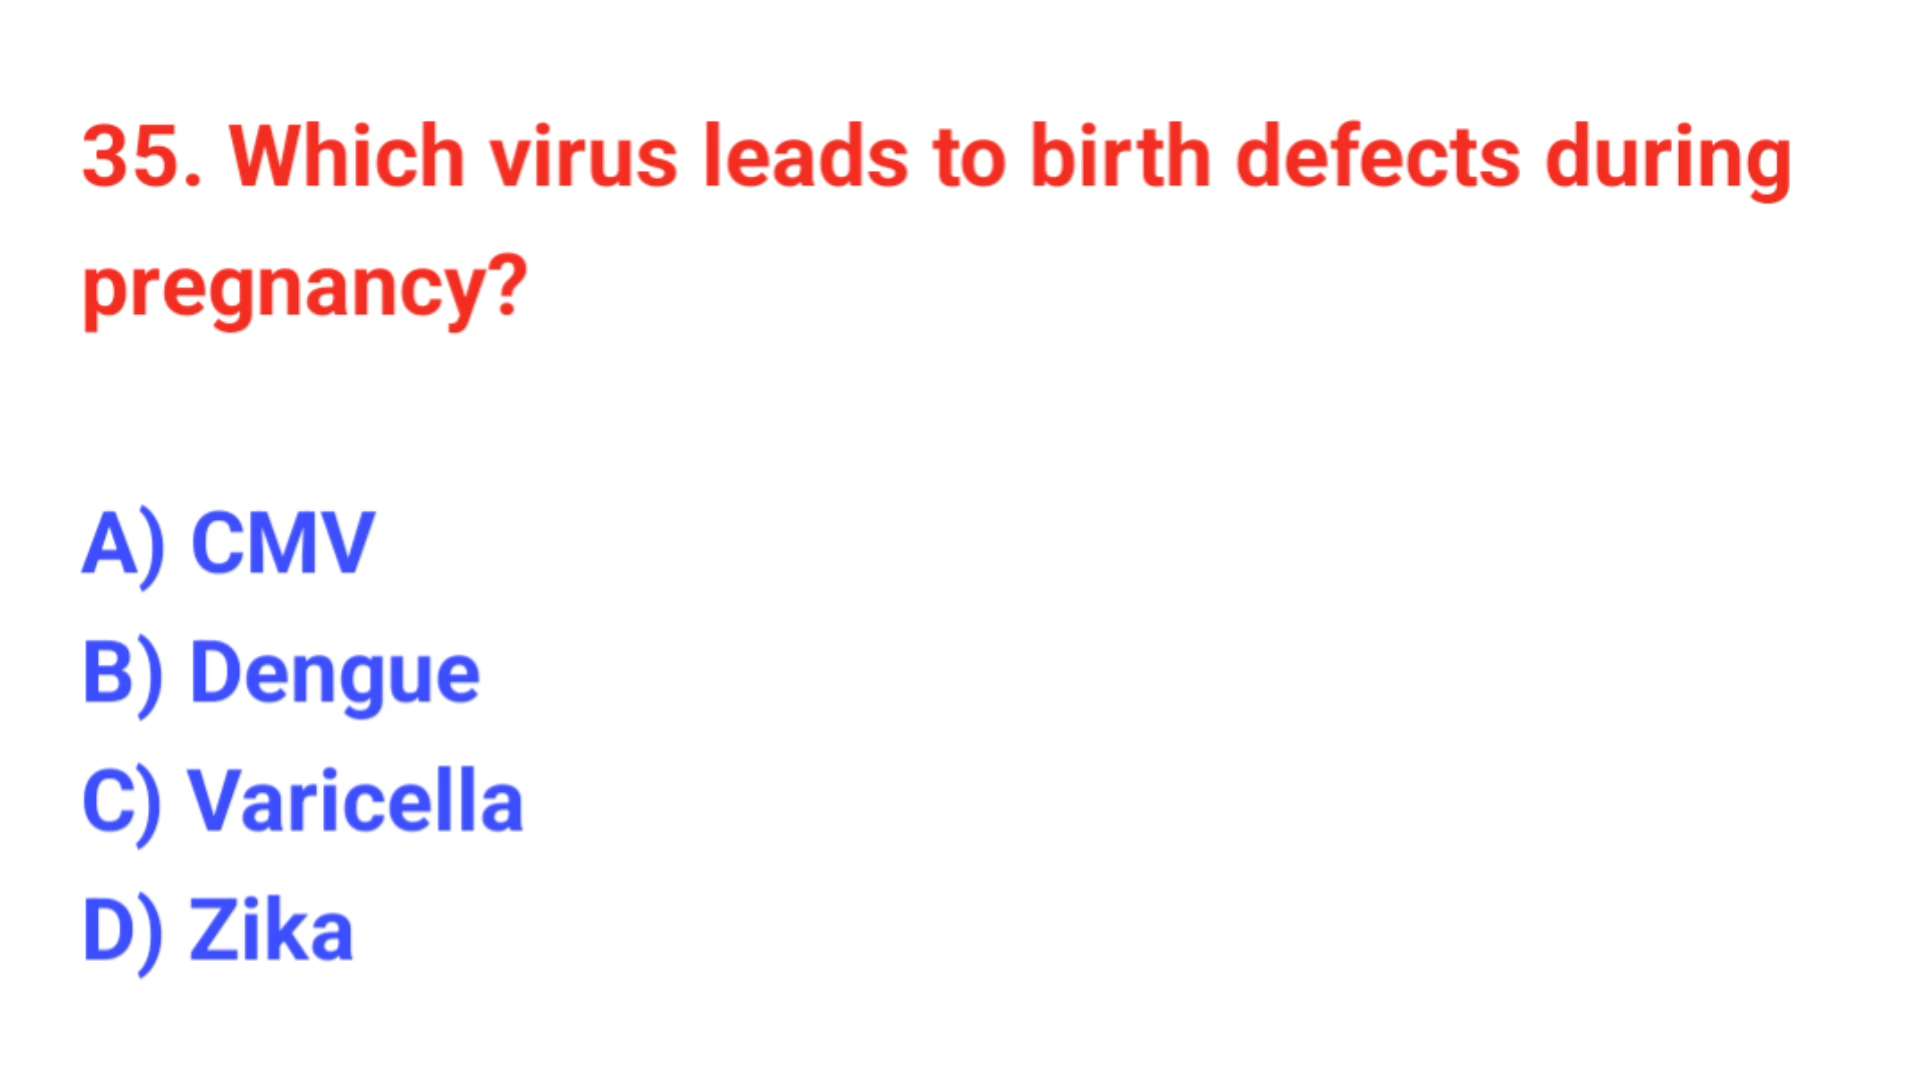 35. Which virus leads to birth defects during
pregnancy?
A) CMV
B) Dengue
C) Varicella
D) Zika